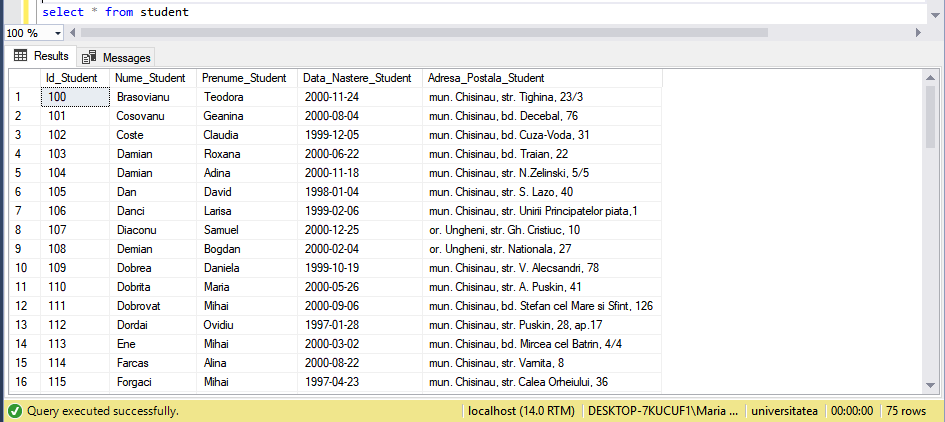 select * from student
100 %
Results Messages
Id_Student Nume_Student Prenume_Student Data_Nastere_Student Adresa_Postala_Student
1 100 Brasovianu Teodora 2000-11-24 mun. Chisinau, str. Tighina, 23/3
2 101 Cosovanu Geanina 2000-08-04 mun. Chisinau, bd. Decebal, 76
3 102 Coste Claudia 1999-12-05 mun. Chisinau, bd. Cuza-Voda, 31
4 103 Damian Roxana 2000-06-22 mun. Chisinau, bd. Traian, 22
5 104 Damian Adina 2000-11-18 mun. Chisinau, str. N.Zelinski, 5/5
6 105 Dan David 1998-01-04 mun. Chisinau, str. S. Lazo, 40
7 106 Danci Larisa 1999-02-06 mun. Chisinau, str. Unirii Principatelor piata,1
8 107 Diaconu Samuel 2000-12-25 or. Ungheni, str. Gh. Cristiuc, 10
9 108 Demian Bogdan 2000-02-04 or. Ungheni, str. Nationala, 27
10 109 Dobrea Daniela 1999-10-19 mun. Chisinau, str. V. Alecsandri, 78
11 110 Dobrita Maria 2000-05-26 mun. Chisinau, str. A. Puskin, 41
12 111 Dobrovat Mihai 2000-09-06 mun. Chisinau, bd. Stefan cel Mare si Sfint, 126
13 112 Dordai Ovidiu 1997-01-28 mun. Chisinau, str. Puskin, 28, ap.17
14 113 Ene Mihai 2000-03-02 mun. Chisinau, bd. Mircea cel Batrin, 4/4
15 114 Farcas Alina 2000-08-22 mun. Chisinau, str. Varnita, 8
16 115 Forgaci Mihai 1997-04-23 mun. Chisinau, str. Calea Orheiului, 36
Query executed successfully. localhost (14.0 RTM) DESKTOP-7KUCUF1\Maria ... universitatea 00:00:00 75 rows